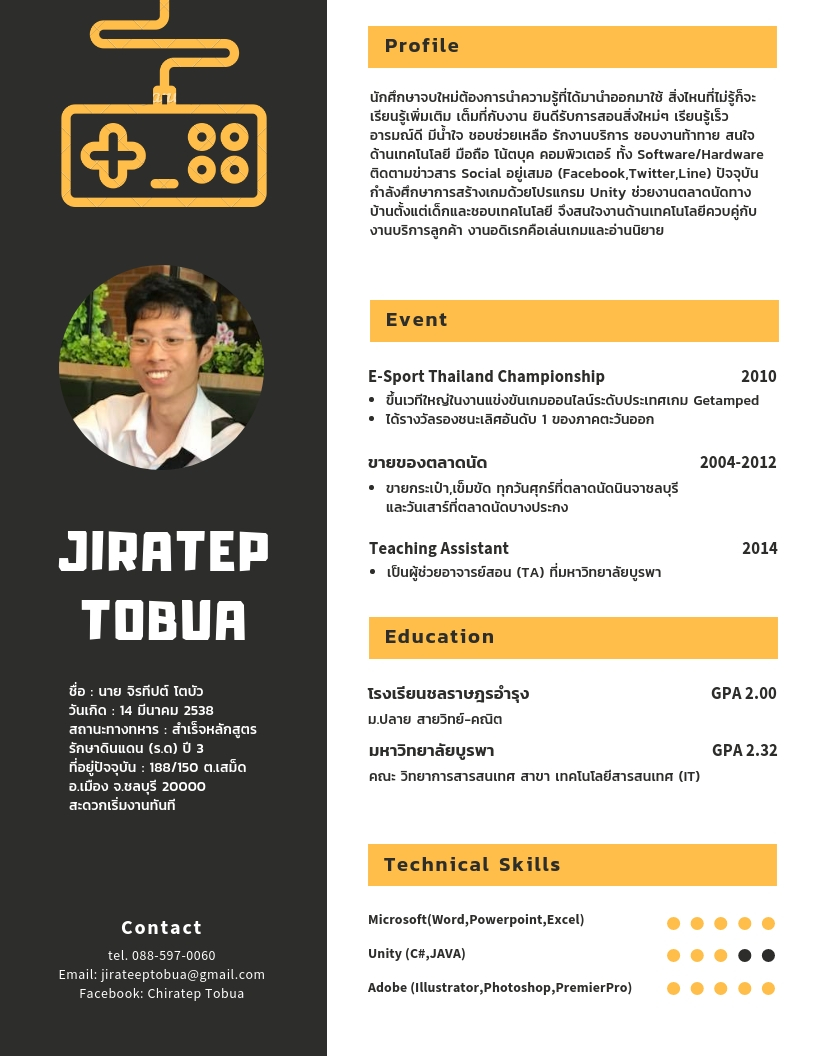 JIRATEP
TOBUA
ชื่อ : นาย จิรทีปต์ โตบัว
วันเกิด : 14 มีนาคม 2538
สถานะทางทหาร : สำเร็จหลักสูตร
รักษาดินแดน (ร.ด) ปี 3
ที่อยู่ปัจจุบัน : 188/150 ต.เสม็ด
อ.เมือง จ.ชลบุรี 20000
สะดวกเริ่มงานทันที
Contact
tel. 088-597-0060
Email: jirateeptobua@gmail.com
Facebook: Chiratep Tobua
Profile
นักศึกษาจบใหม่ต้องการนำความรู้ที่ได้มานำออกมาใช้ สิ่งไหนที่ไม่รู้ก็จะ
เรียนรู้เพิ่มเติม เต็มที่กับงาน ยินดีรับการสอนสิ่งใหม่ๆ เรียนรู้เร็ว
อารมณ์ดี มีน้ำใจ ชอบช่วยเหลือ รักงานบริการ ชอบงานท้าทาย สนใจ
ด้านเทคโนโลยี มือถือ โน้ตบุค คอมพิวเตอร์ ทั้ง Software/Hardware
ติดตามข่าวสาร Social อยู่เสมอ (Facebook,Twitter,Line) ปัจจุบัน
กำลังศึกษาการสร้างเกมด้วยโปรแกรม Unity ช่วยงานตลาดนัดทาง
บ้านตั้งแต่เด็กและชอบเทคโนโลยี จึงสนใจงานด้านเทคโนโลยีควบคู่กับ
งานบริการลูกค้า งานอดิเรกคือเล่นเกมและอ่านนิยาย
Event
E-Sport Thailand Championship 2010
• ขึ้นเวทีใหญ่ในงานแข่งขันเกมออนไลน์ระดับประเทศเกม Getamped
• ได้รางวัลรองชนะเลิศอันดับ 1 ของภาคตะวันออก
ขายของตลาดนัด 2004-2012
• ขายกระเป๋า,เข็มขัด ทุกวันศุกร์ที่ตลาดนัดนินจาชลบุรี
และวันเสาร์ที่ตลาดนัดบางประกง
Teaching Assistant 2014
• เป็นผู้ช่วยอาจารย์สอน (TA) ที่มหาวิทยาลัยบูรพา
Education
โรงเรียนชลราษฎรอำรุง GPA 2.00
ม.ปลาย สายวิทย์-คณิต
มหาวิทยาลัยบูรพา GPA 2.32
คณะ วิทยาการสารสนเทศ สาขา เทคโนโลยีสารสนเทศ (IT)
Technical Skills
Microsoft(Word,Powerpoint,Excel)
Unity (C#,JAVA)
Adobe (Illustrator,Photoshop,PremierPro)